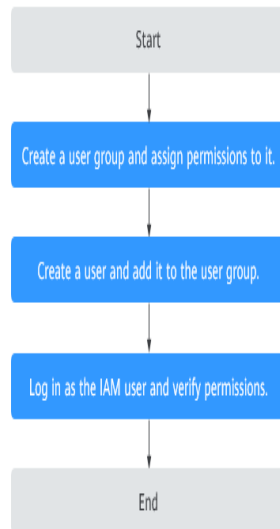 Start
Create a user group and assign permissions to it.
Create a user and add it to the user group.
Log in as the IAM user and verify permissions.
End